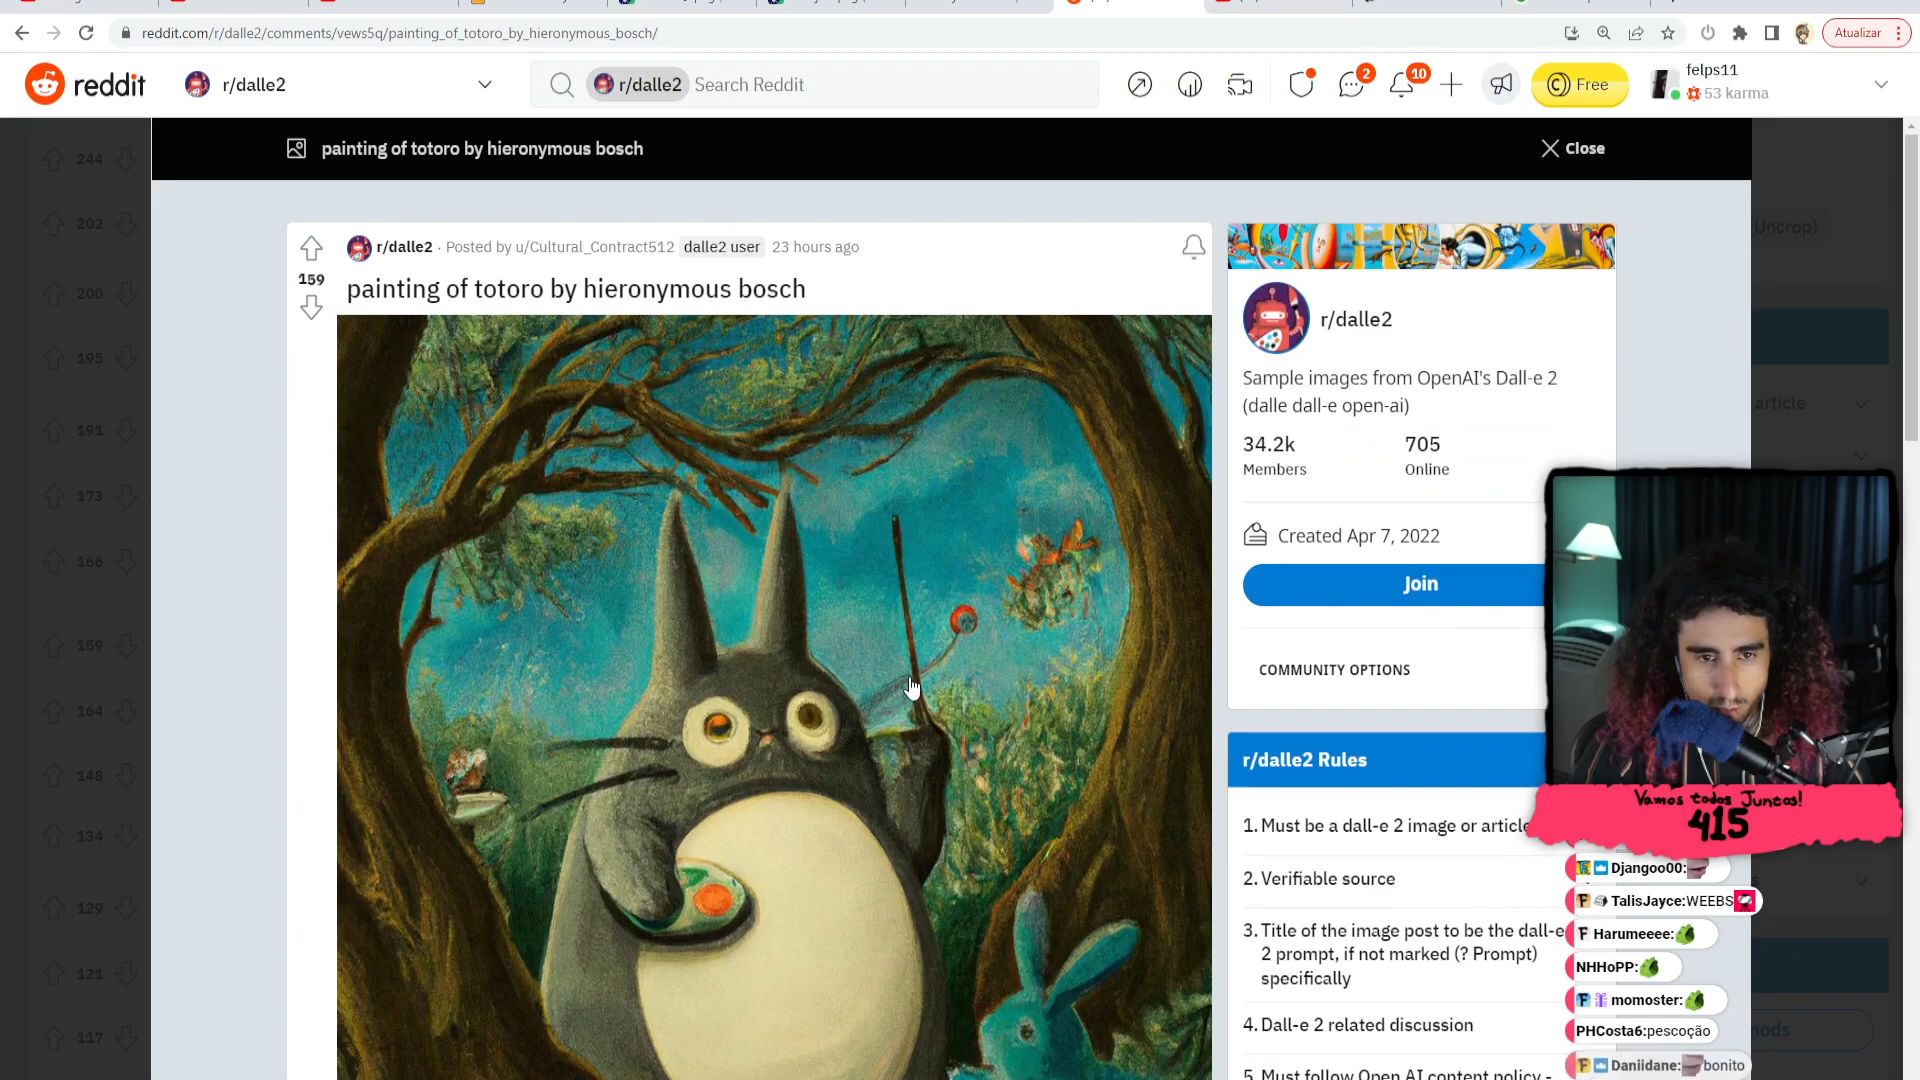 reddit.com/r/dalle2/comments/vews5q/painting_of_totoro_by_hieronymous_bosch/
Atualizar
reddit
r/dalle2
r/dalle2 Search Reddit
2
10
Free
felps11
53 karma
painting of totoro by hieronymous bosch
Close
244
202
200
195
191
173
166
159
164
148
134
129
121
117
Uncrop)
article
r/dalle2 · Posted by u/Cultural_Contract512 dalle2 user 23 hours ago
159
painting of totoro by hieronymous bosch
r/dalle2
Sample images from OpenAI's Dall-e 2
(dalle dall-e open-ai)
34.2k 705
Members Online
Created Apr 7, 2022
Join
COMMUNITY OPTIONS
r/dalle2 Rules
1. Must be a dall-e 2 image or article
2. Verifiable source
3. Title of the image post to be the dall-e
2 prompt, if not marked (? Prompt)
specifically
4. Dall-e 2 related discussion
5. Must follow Open AI content policy -
Vamos todos Juntos!
415
Djangoo00:
TalisJayce:WEEBS
Harumeeee:
NHHoPP:
momoster:
PHCosta6:pescoção
Daniidane: bonito
mods